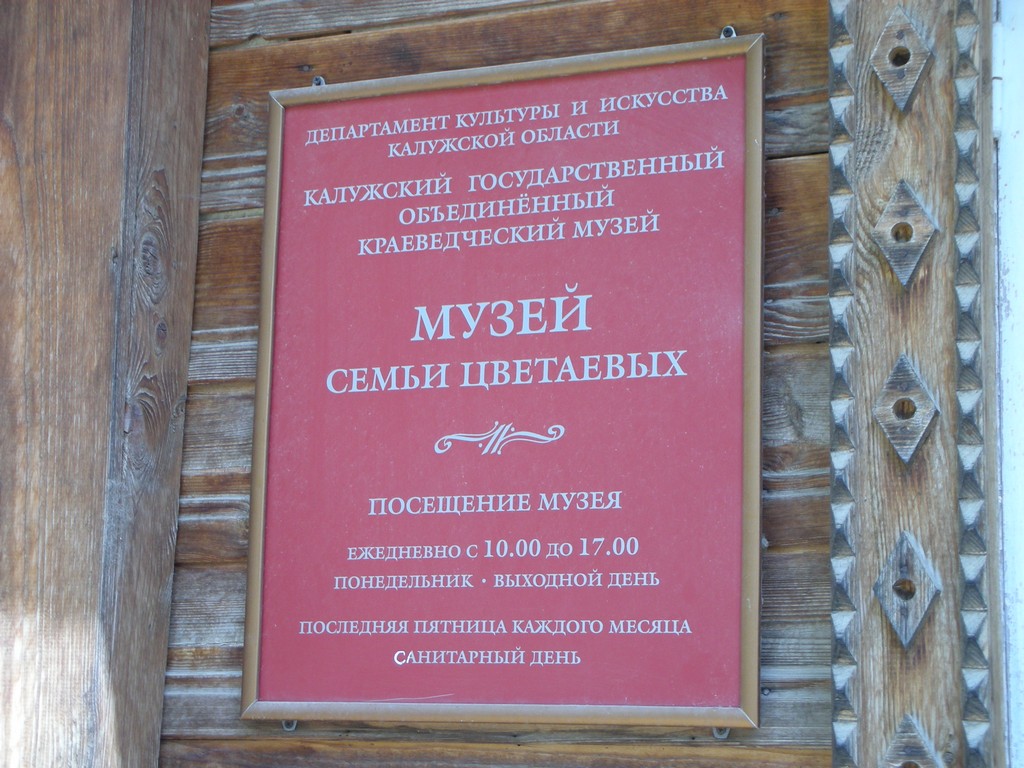 ДЕПАРТАМЕНТ КУЛЬТУРЫ И ИСКУССТВА
КАЛУЖСКОЙ ОБЛАСТИ
КАЛУЖСКИЙ ГОСУДАРСТВЕННЫЙ
ОБЪЕДИНЁННЫЙ
КРАЕВЕДЧЕСКИЙ МУЗЕЙ
МУЗЕЙ
СЕМЬИ ЦВЕТАЕВЫХ
ПОСЕЩЕНИЕ МУЗЕЯ
ЕЖЕДНЕВНО С 10.00 ДО 17.00
ПОНЕДЕЛЬНИК · ВЫХОДНОЙ ДЕНЬ
ПОСЛЕДНЯЯ ПЯТНИЦА КАЖДОГО МЕСЯЦА
САНИТАРНЫЙ ДЕНЬ